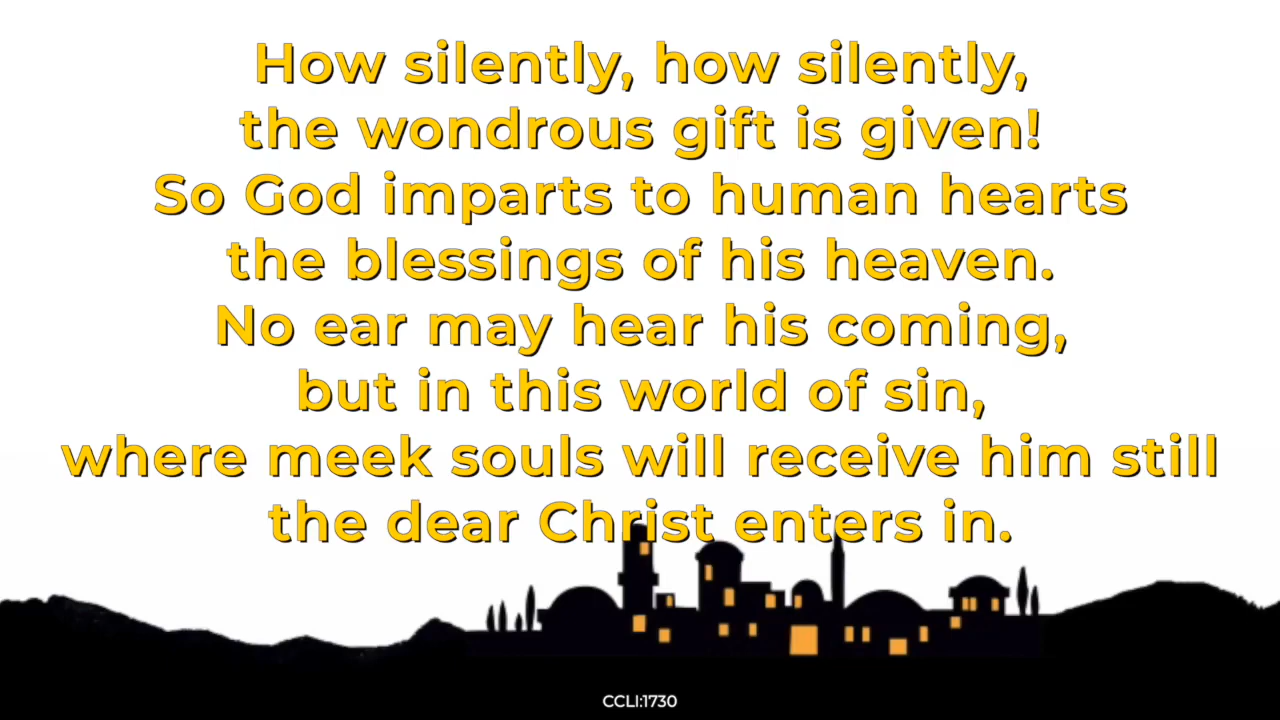 How silently, how silently,
the wondrous gift is given!
So God imparts to human hearts
the blessings of his heaven.
No ear may hear his coming,
but in this world of sin,
where meek souls will receive him still
the dear Christ enters in.
CCLI:1730